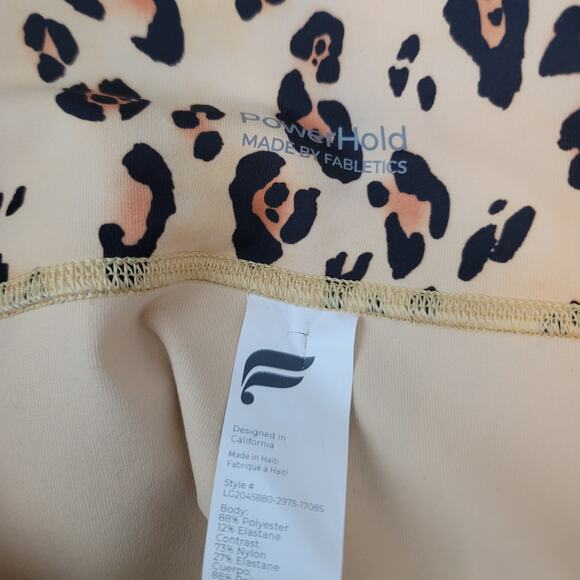 PowerHold
MADE BY FABLETICS
Designed in
California
Made in Haiti
Fabriqué à Haiti
Style #
LG2045880-2975-17085
Body:
88% Polyester
12% Elastane
Contrast:
73% Nylon
27% Elastane
Cuerpo: